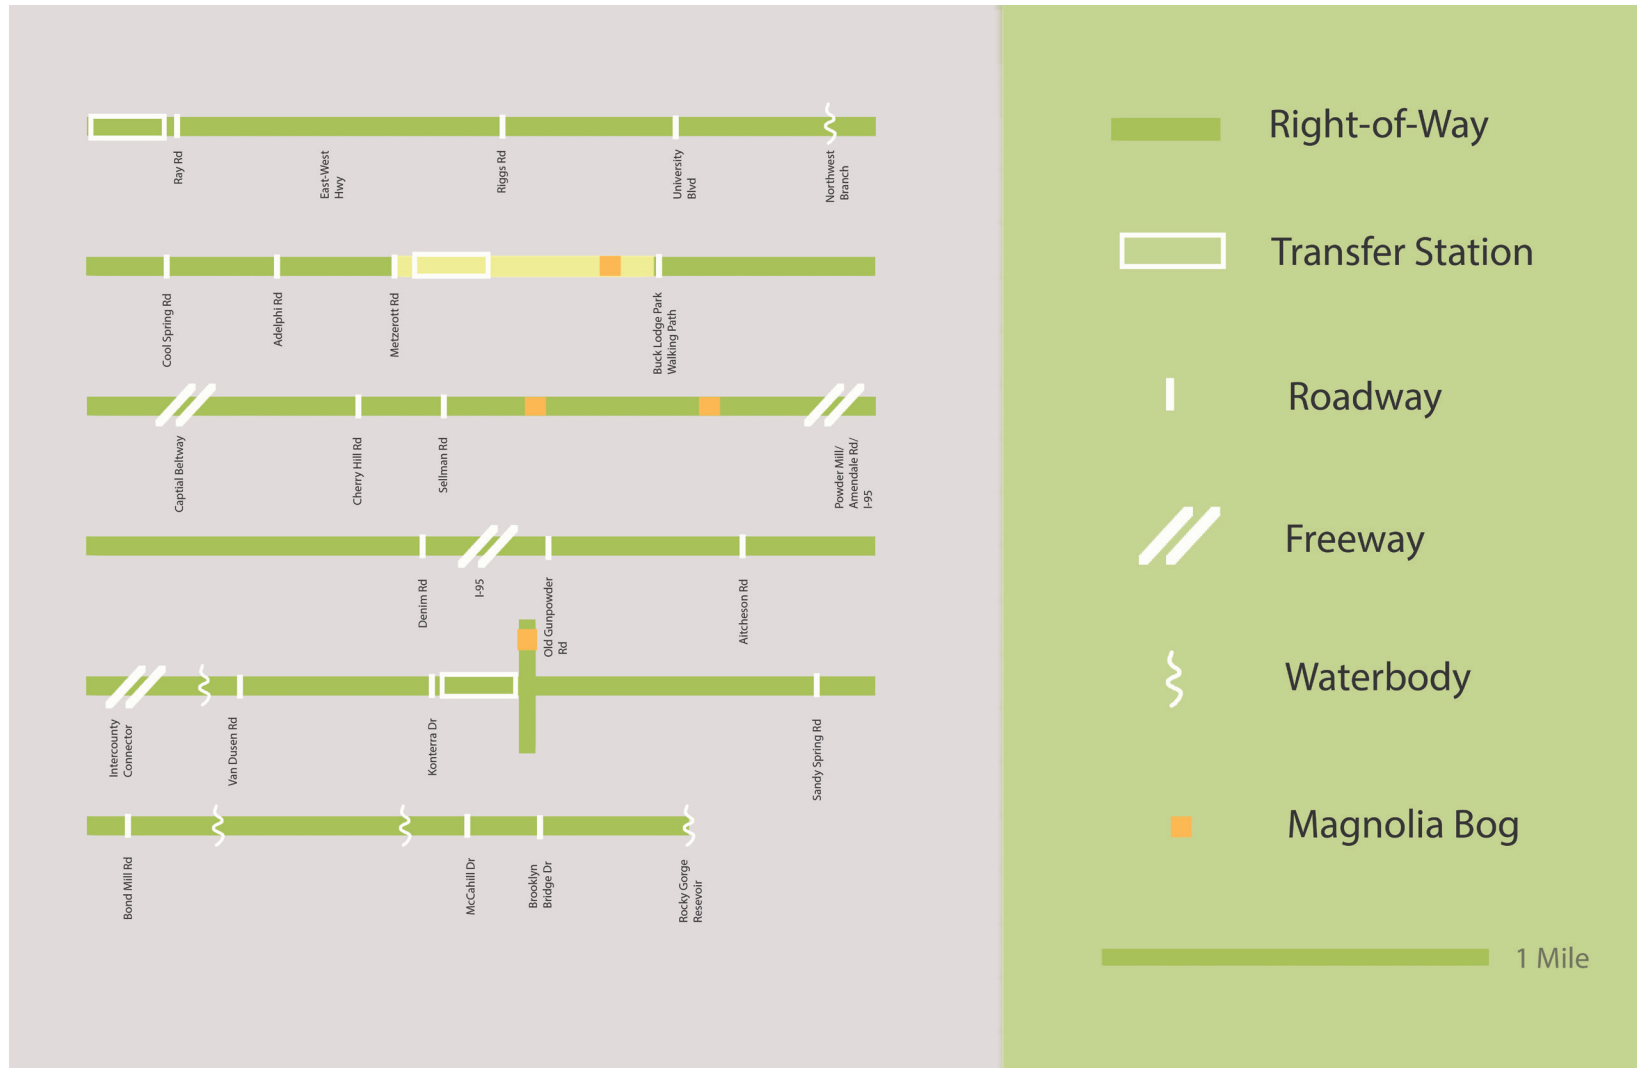 Ray Rd
East-West
Hwy
Riggs Rd
University
Blvd
Northwest
Branch
Cool Spring Rd
Adelphi Rd
Metzerott Rd
Buck Lodge Park
Walking Path
Captial Beltway
Cherry Hill Rd
Sellman Rd
Powder Mill/
Amendale Rd/
I-95
Denim Rd
I-95
Old Gunpowder
Rd
Aitcheson Rd
Intercounty
Connector
Van Dusen Rd
Konterra Dr
Sandy Spring Rd
Bond Mill Rd
McCahill Dr
Brooklyn
Bridge Dr
Rocky Gorge
Resevoir
Right-of-Way
Transfer Station
Roadway
Freeway
Waterbody
Magnolia Bog
1 Mile